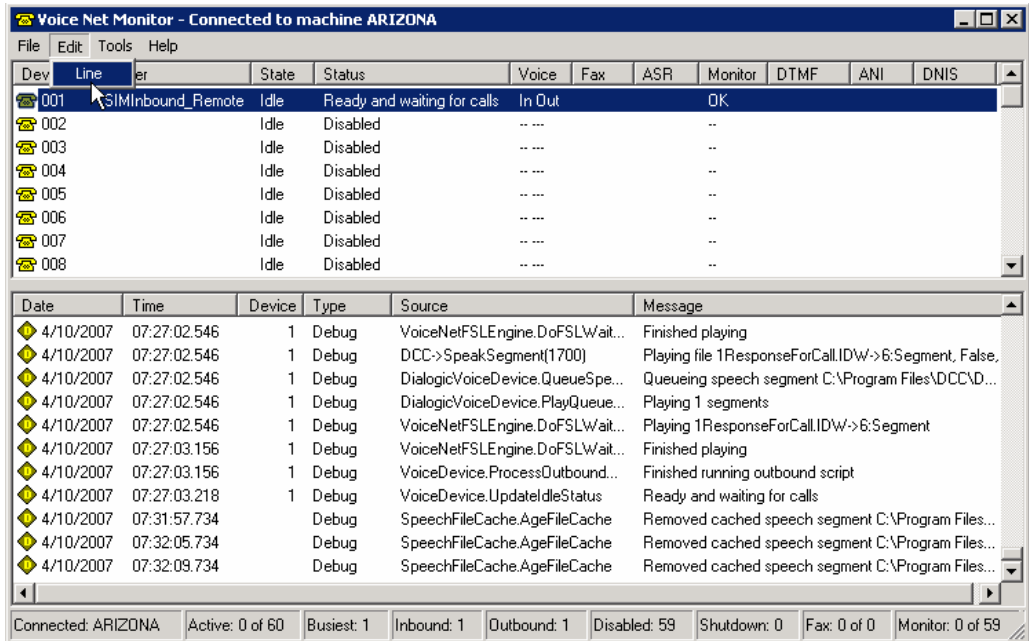 Voice Net Monitor - Connected to machine ARIZONA
File Edit Tools Help
Line
Dev er State Status Voice Fax ASR Monitor DTMF ANI DNIS
001 SIMInbound_Remote Idle Ready and waiting for calls In Out OK
002 Idle Disabled -- --- --
003 Idle Disabled -- --- --
004 Idle Disabled -- --- --
005 Idle Disabled -- --- --
006 Idle Disabled -- --- --
007 Idle Disabled -- --- --
008 Idle Disabled -- --- --
Date Time Device Type Source Message
4/10/2007 07:27:02.546 1 Debug VoiceNetFSLEngine.DoFSLWait... Finished playing
4/10/2007 07:27:02.546 1 Debug DCC->SpeakSegment(1700) Playing file 1ResponseForCall.IDW->6:Segment, False,
4/10/2007 07:27:02.546 1 Debug DialogicVoiceDevice.QueueSpe... Queueing speech segment C:\Program Files\DCC\D...
4/10/2007 07:27:02.546 1 Debug DialogicVoiceDevice.PlayQueue... Playing 1 segments
4/10/2007 07:27:02.546 1 Debug VoiceNetFSLEngine.DoFSLWait... Playing 1ResponseForCall.IDW->6:Segment
4/10/2007 07:27:03.156 1 Debug VoiceNetFSLEngine.DoFSLWait... Finished playing
4/10/2007 07:27:03.156 1 Debug VoiceDevice.ProcessOutbound... Finished running outbound script
4/10/2007 07:27:03.218 1 Debug VoiceDevice.UpdateIdleStatus Ready and waiting for calls
4/10/2007 07:31:57.734 Debug SpeechFileCache.AgeFileCache Removed cached speech segment C:\Program Files...
4/10/2007 07:32:05.734 Debug SpeechFileCache.AgeFileCache Removed cached speech segment C:\Program Files...
4/10/2007 07:32:09.734 Debug SpeechFileCache.AgeFileCache Removed cached speech segment C:\Program Files...
Connected: ARIZONA Active: 0 of 60 Busiest: 1 Inbound: 1 Outbound: 1 Disabled: 59 Shutdown: 0 Fax: 0 of 0 Monitor: 0 of 59